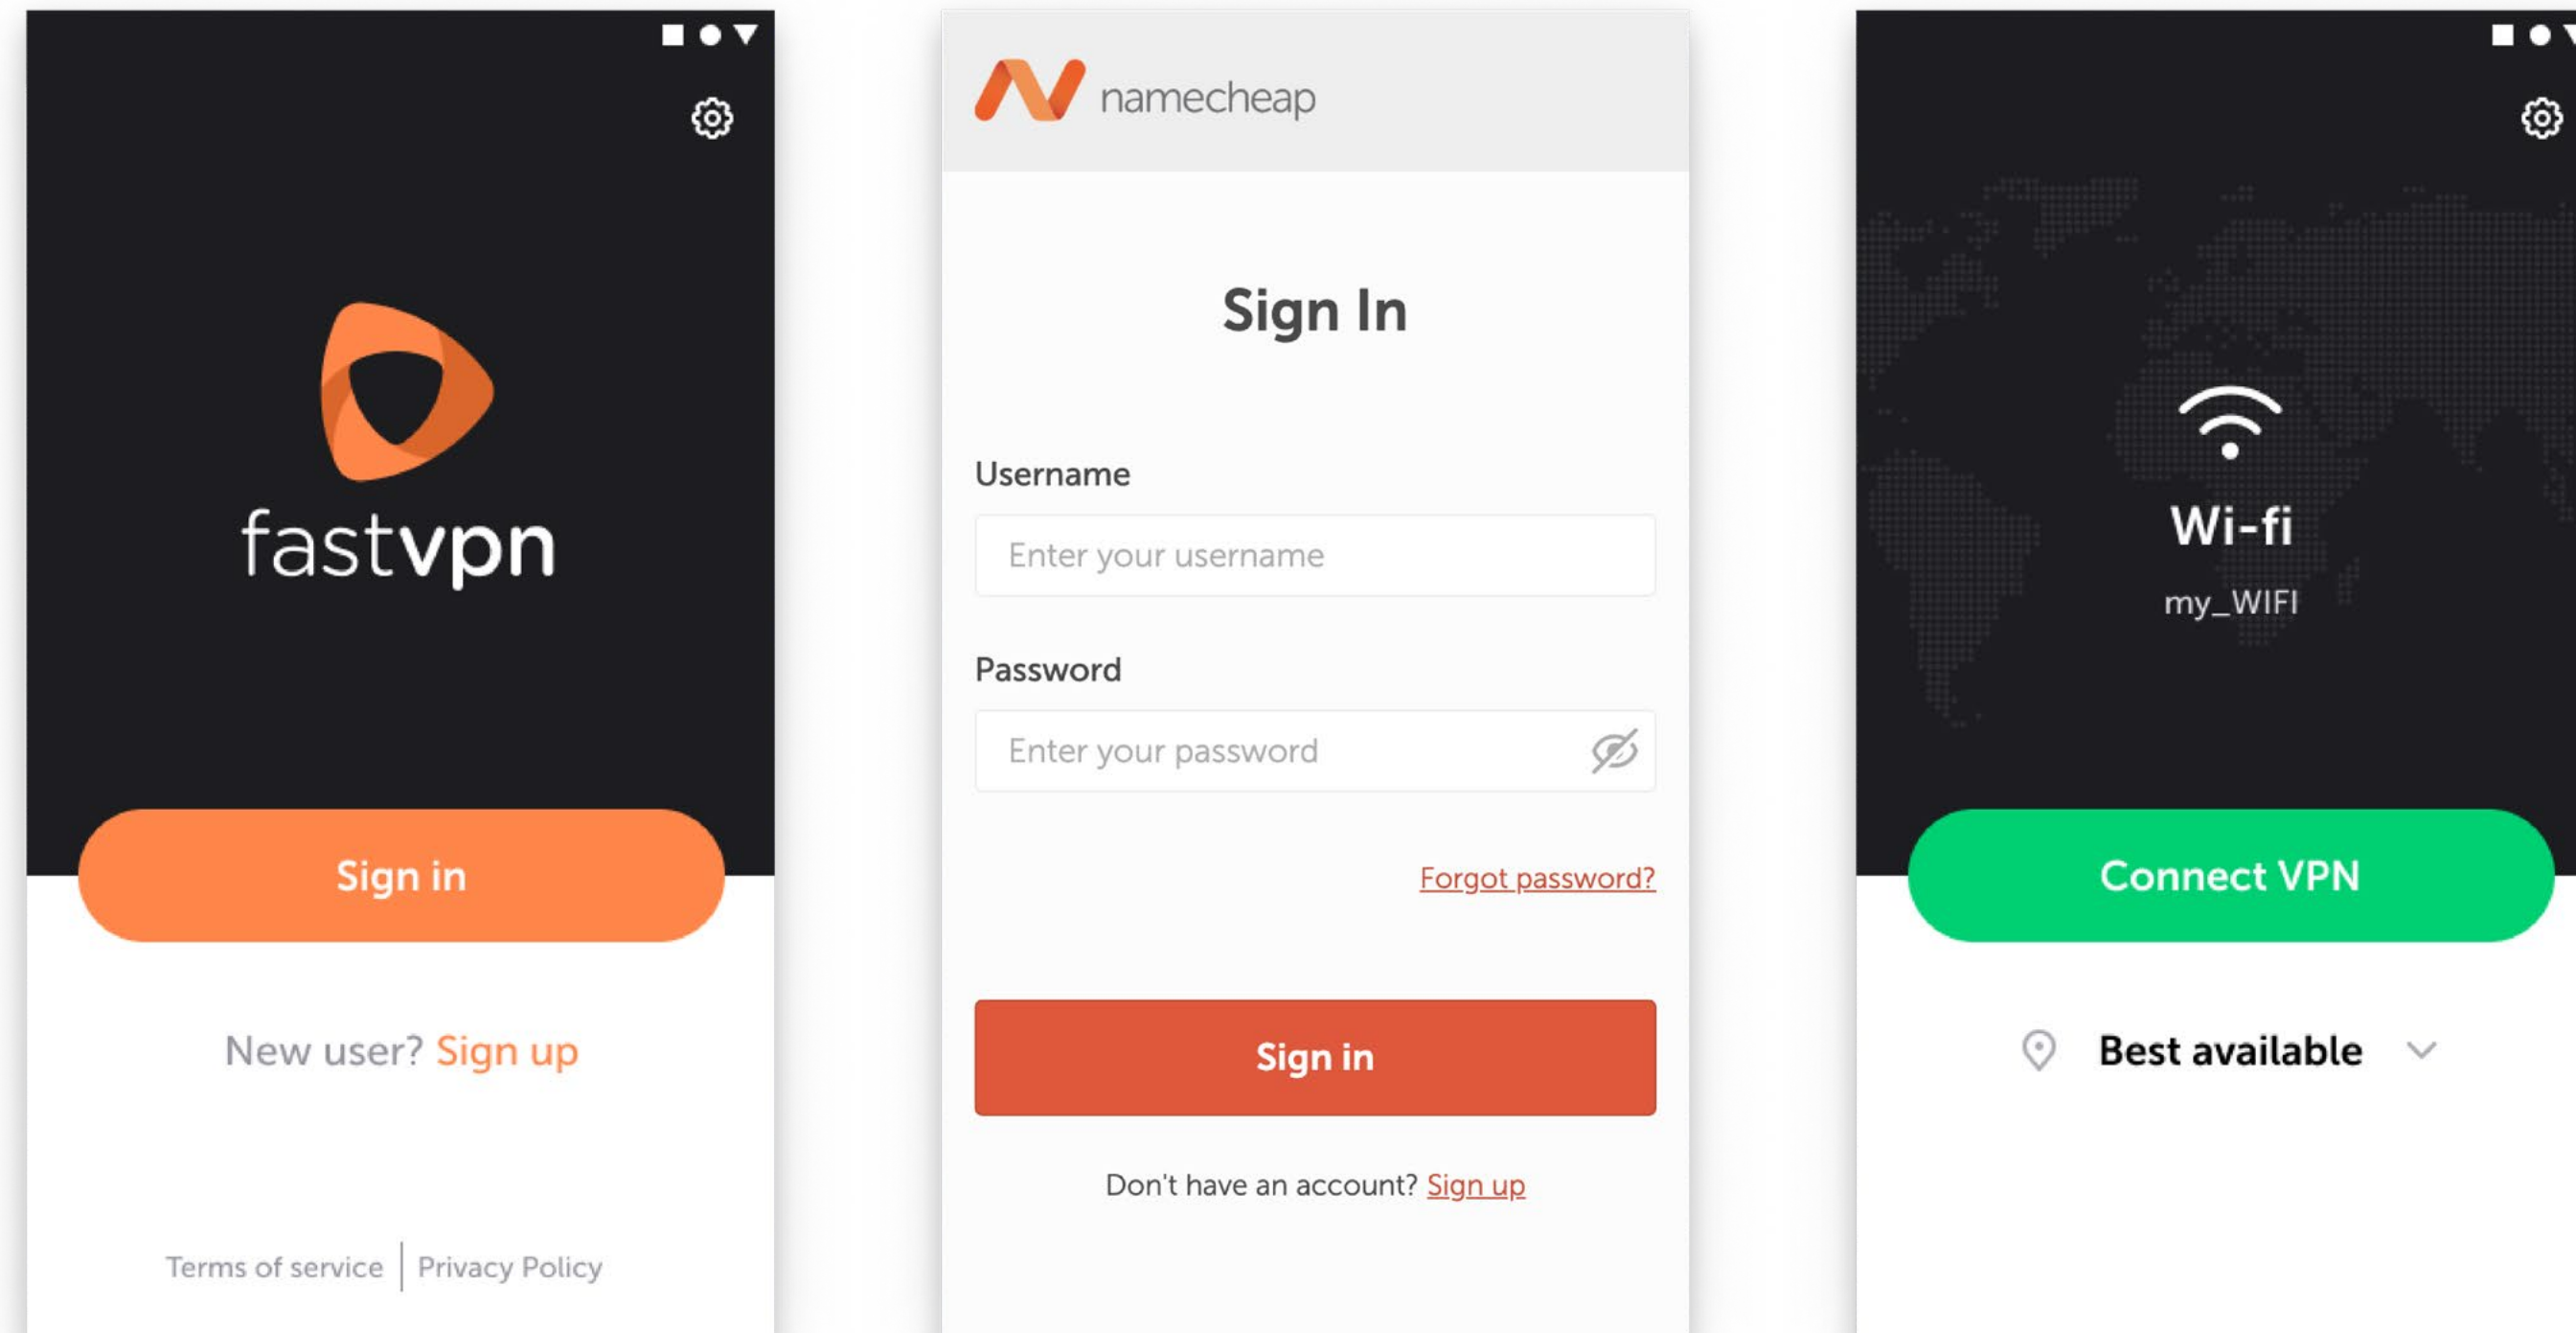 fastvpn
Sign in
New user? Sign up
Terms of service | Privacy Policy
namecheap
Sign In
Username
Enter your username
Password
Enter your password
Forgot password?
Sign in
Don't have an account? Sign up
Wi-fi
my_WIFI
Connect VPN
Best available